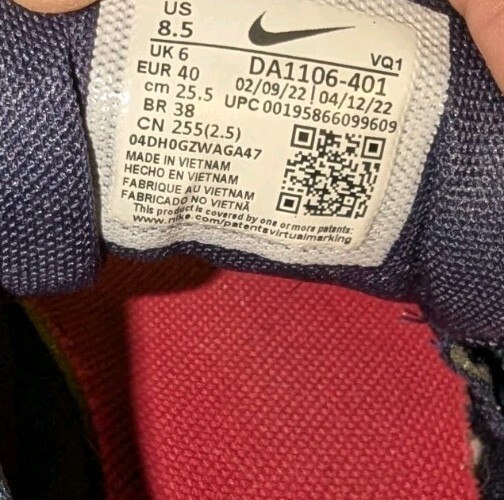 US
8.5
UK 6
EUR 40
cm 25.5
BR 38
CN 255(2.5)
VQ1
DA1106-401
02/09/22 | 04/12/22
UPC 00195866099609
04DH0GZWAGA47
MADE IN VIETNAM
HECHO EN VIETNAM
FABRIQUE AU VIETNAM
FABRICADO NO VIETNÃ
This product is covered by one or more patents:
www.nike.com/patentsvirtualmarking